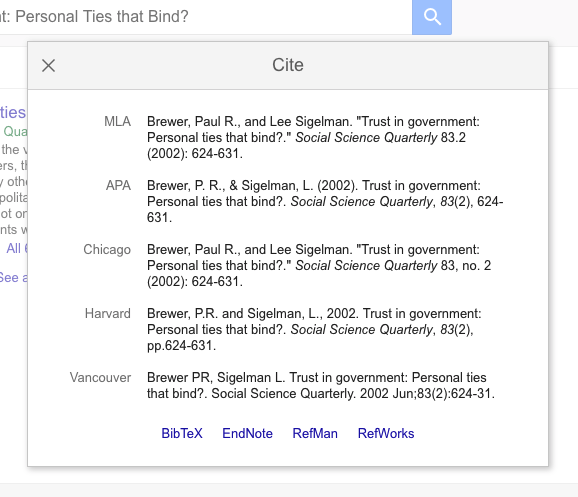 t: Personal Ties that Bind?
Cite
ties
Qua
the v
ers, th
y othe
polita
ot on
nts w
All 6
See a
MLA Brewer, Paul R., and Lee Sigelman. "Trust in government:
Personal ties that bind?." Social Science Quarterly 83.2
(2002): 624-631.
APA Brewer, P. R., & Sigelman, L. (2002). Trust in government:
Personal ties that bind?. Social Science Quarterly, 83(2), 624-
631.
Chicago Brewer, Paul R., and Lee Sigelman. "Trust in government:
Personal ties that bind?." Social Science Quarterly 83, no. 2
(2002): 624-631.
Harvard Brewer, P.R. and Sigelman, L., 2002. Trust in government:
Personal ties that bind?. Social Science Quarterly, 83(2),
pp.624-631.
Vancouver Brewer PR, Sigelman L. Trust in government: Personal ties
that bind?. Social Science Quarterly. 2002 Jun;83(2):624-31.
BibTeX EndNote RefMan RefWorks